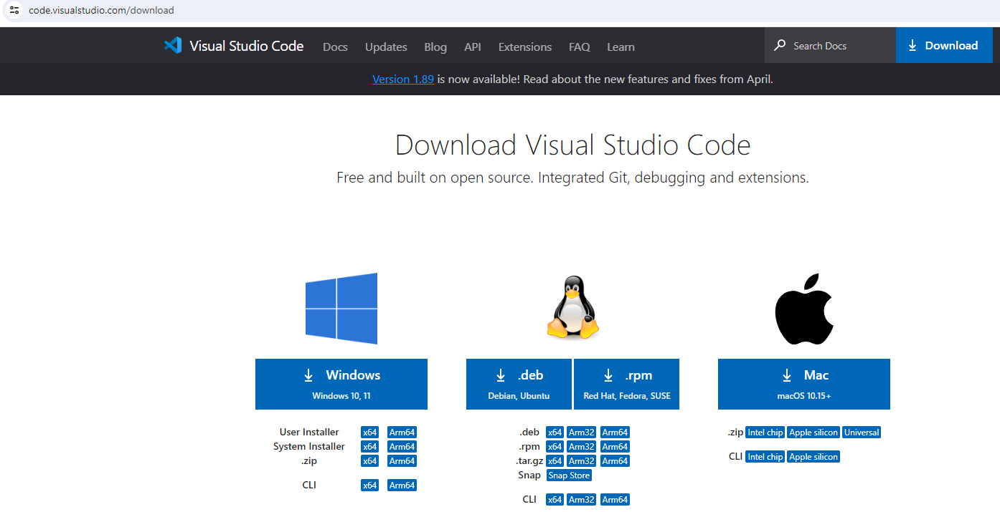 code.visualstudio.com/download
Visual Studio Code Docs Updates Blog API Extensions FAQ Learn Search Docs Download
Version 1.89 is now available! Read about the new features and fixes from April.
Download Visual Studio Code
Free and built on open source. Integrated Git, debugging and extensions.
Windows
Windows 10, 11
User Installer x64 Arm64
System Installer x64 Arm64
.zip x64 Arm64
CLI x64 Arm64
.deb .rpm
Debian, Ubuntu Red Hat, Fedora, SUSE
.deb x64 Arm32 Arm64
.rpm x64 Arm32 Arm64
.tar.gz x64 Arm32 Arm64
Snap Snap Store
CLI x64 Arm32 Arm64
Mac
macOS 10.15+
.zip Intel chip Apple silicon Universal
CLI Intel chip Apple silicon